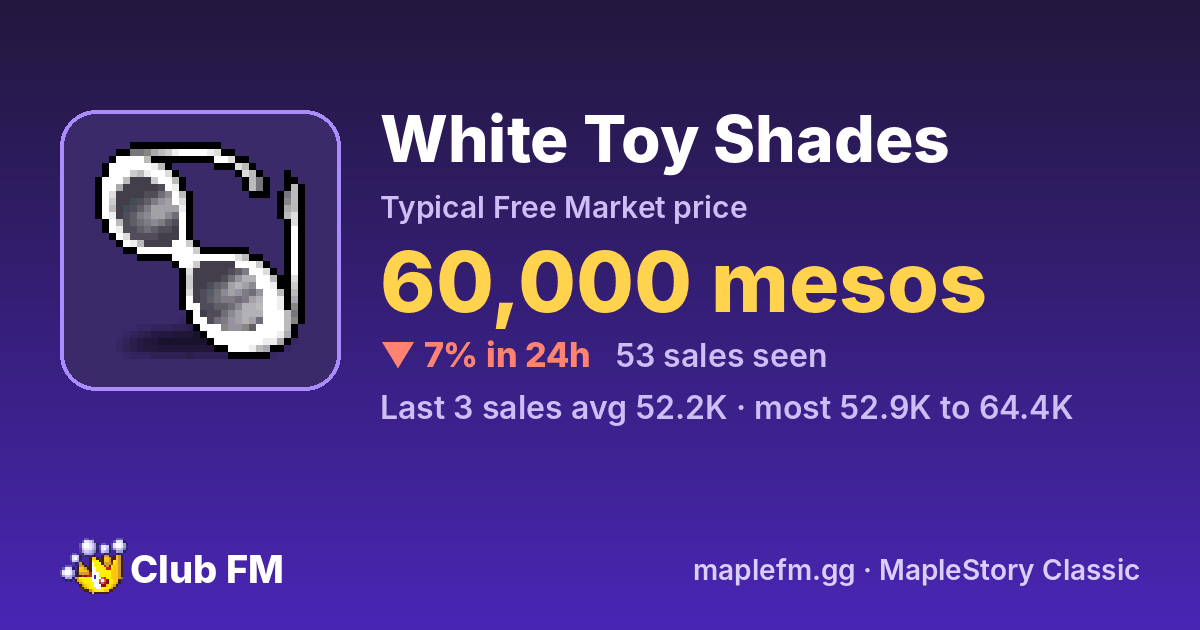 White Toy Shades
Typical Free Market price
60,000 mesos
▼ 7% in 24h 53 sales seen
Last 3 sales avg 52.2K · most 52.9K to 64.4K
Club FM
maplefm.gg · MapleStory Classic